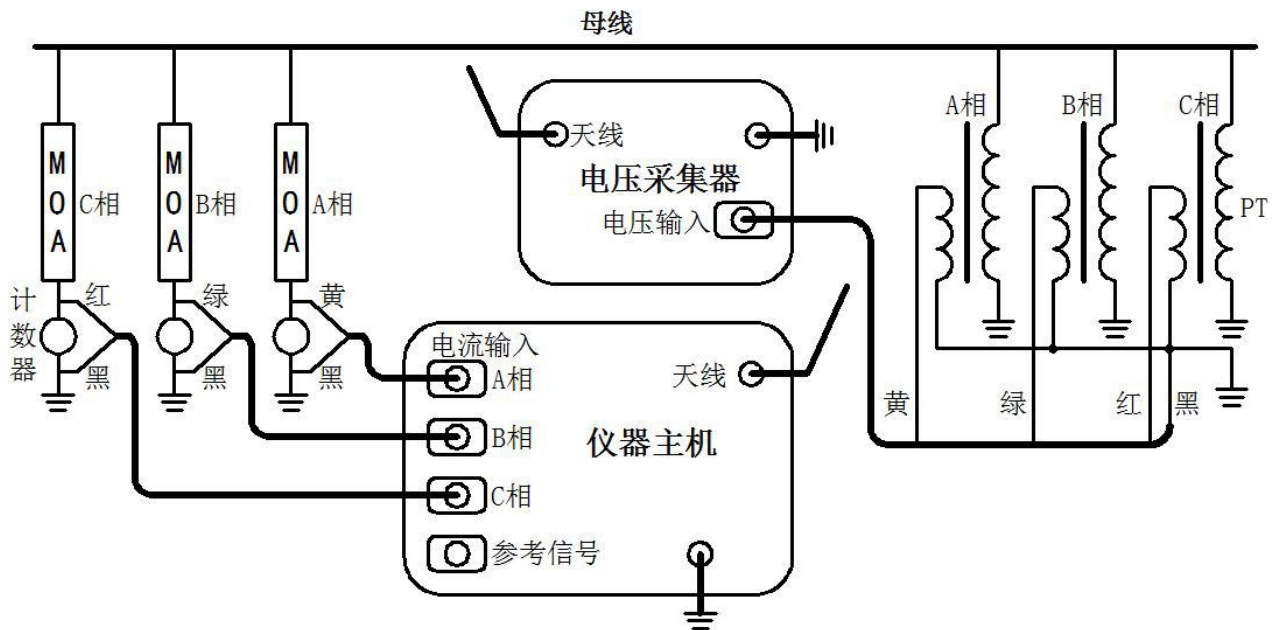 母线
A相
B相
C相
天线
电压采集器
MOA
C相
MOA
B相
MOA
A相
电压输入
PT
计数器
红
绿
黄
黑
黑
黑
电流输入
A相
天线
黄
绿
红
黑
B相
仪器主机
C相
参考信号